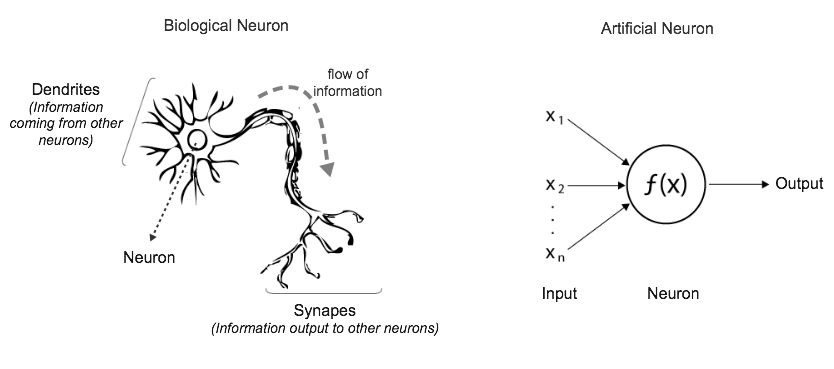 Biological Neuron
Artificial Neuron
Dendrites
(Information
coming from other
neurons)
flow of
information
Neuron
Synapes
(Information output to other neurons)
x1
x2
xn
f(x)
Output
Input
Neuron